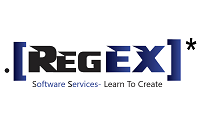 .[REGEX]*
Software Services- Learn To Create